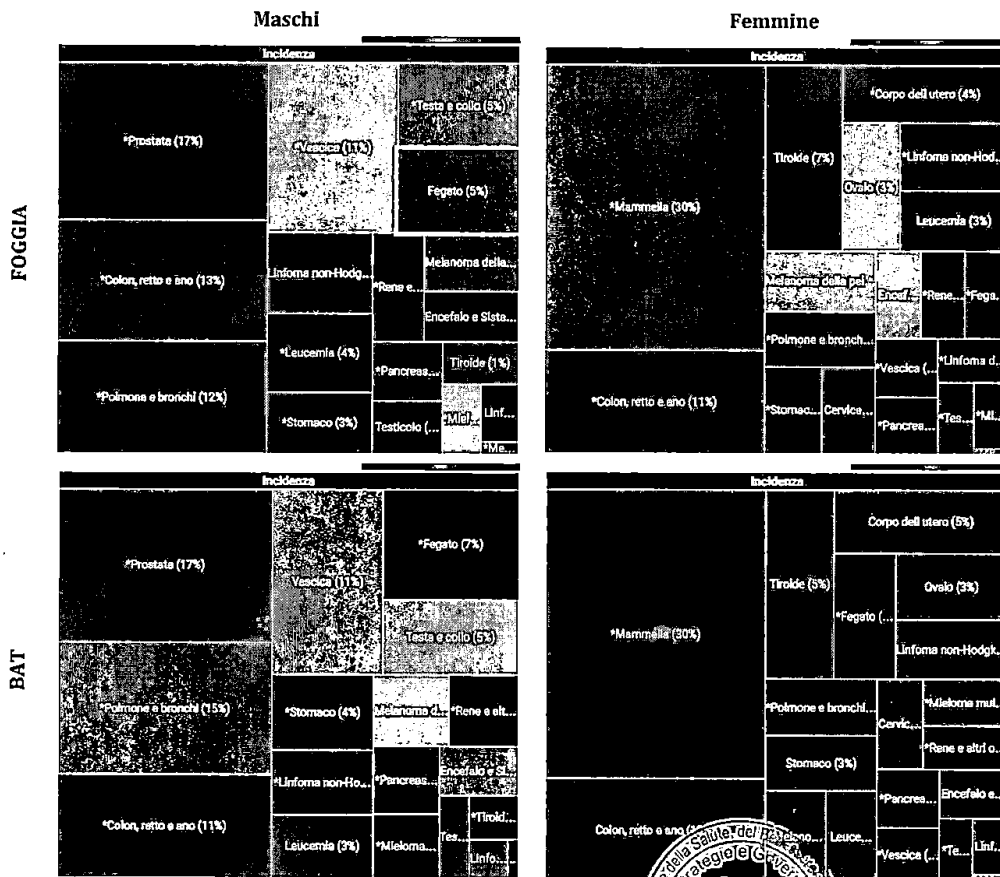 Maschi
Femmine
FOGGIA
Incidenza
*Prostata (17%)
*Vescica (11%)
*Testa e collo (5%)
Fegato (5%)
*Colon, retto e ano (13%)
Linfoma non-Hodg...
*Rene e...
Melanoma della...
Encefalo e Siste...
*Polmone e bronchi (12%)
*Leucemia (4%)
*Pancreas...
Tiroide (1%)
*Stomaco (3%)
Testicolo (...
*Miel...
Linf...
*Me...
Incidenza
*Mammella (30%)
Tiroide (7%)
*Corpo dell utero (4%)
Ovaio (3%)
*Linfoma non-Hod...
Leucemia (3%)
Melanoma della pel...
Encef...
*Rene...
*Fega...
*Polmone e bronch...
*Colon, retto e ano (11%)
*Stomac...
Cervice...
*Vescica (...
*Linfoma d...
*Pancrea...
*Tes...
*Mi...
BAT
Incidenza
*Prostata (17%)
Vescica (11%)
*Fegato (7%)
Testa e collo (5%)
*Polmone e bronchi (15%)
*Stomaco (4%)
Melanoma d...
*Rene e alt...
*Linfoma non-Ho...
*Pancreas...
Encefalo e Si...
*Colon, retto e ano (11%)
Leucemia (3%)
*Mieloma...
Tes...
*Tiroid...
Linfo...
Incidenza
*Mammella (30%)
Tiroide (5%)
Corpo dell utero (5%)
*Fegato (...
Ovaio (3%)
Linfoma non-Hodgk...
*Polmone e bronchi...
Cervic...
*Mieloma mul...
*Rene e altri o...
Stomaco (3%)
*Pancrea...
Encefalo e...
Colon, retto e ano
Leuce...
*Vescica (...
*Te...
Linf...
della Salute, del